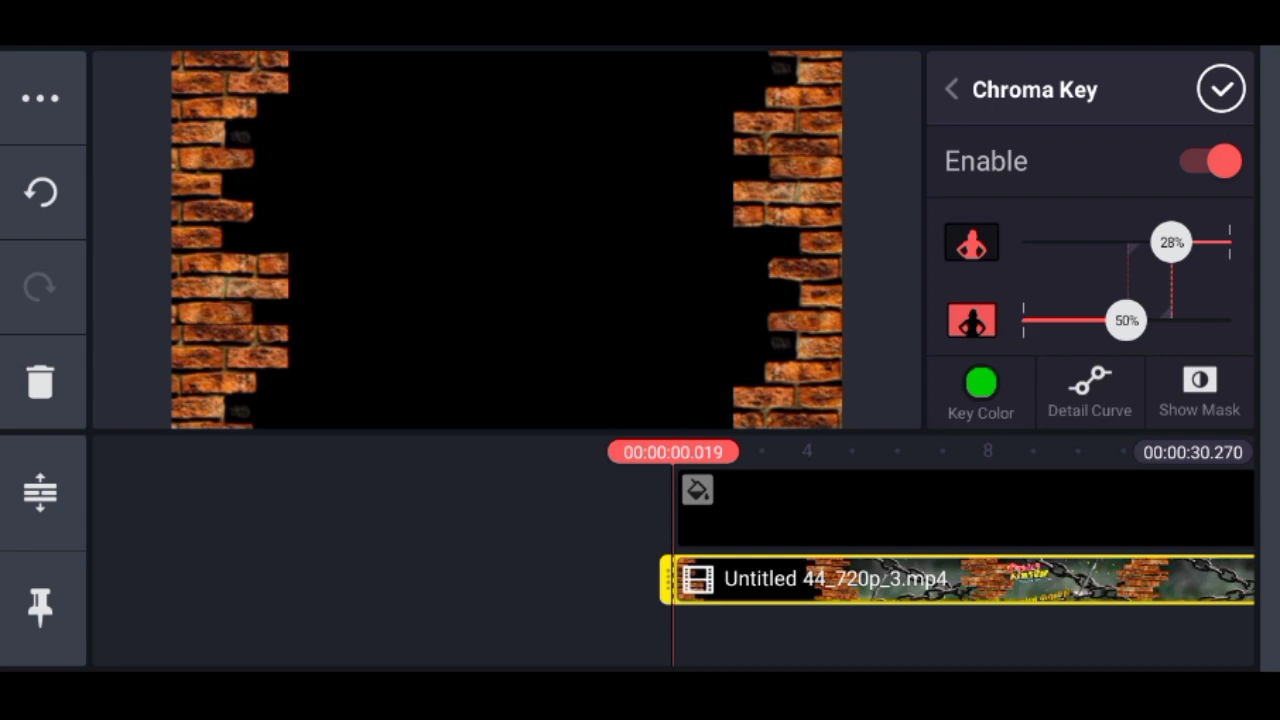 Chroma Key
Enable
28%
50%
Key Color
Detail Curve
Show Mask
00:00:00.019
4
8
00:00:30.270
Untitled 44_720p_3.mp4